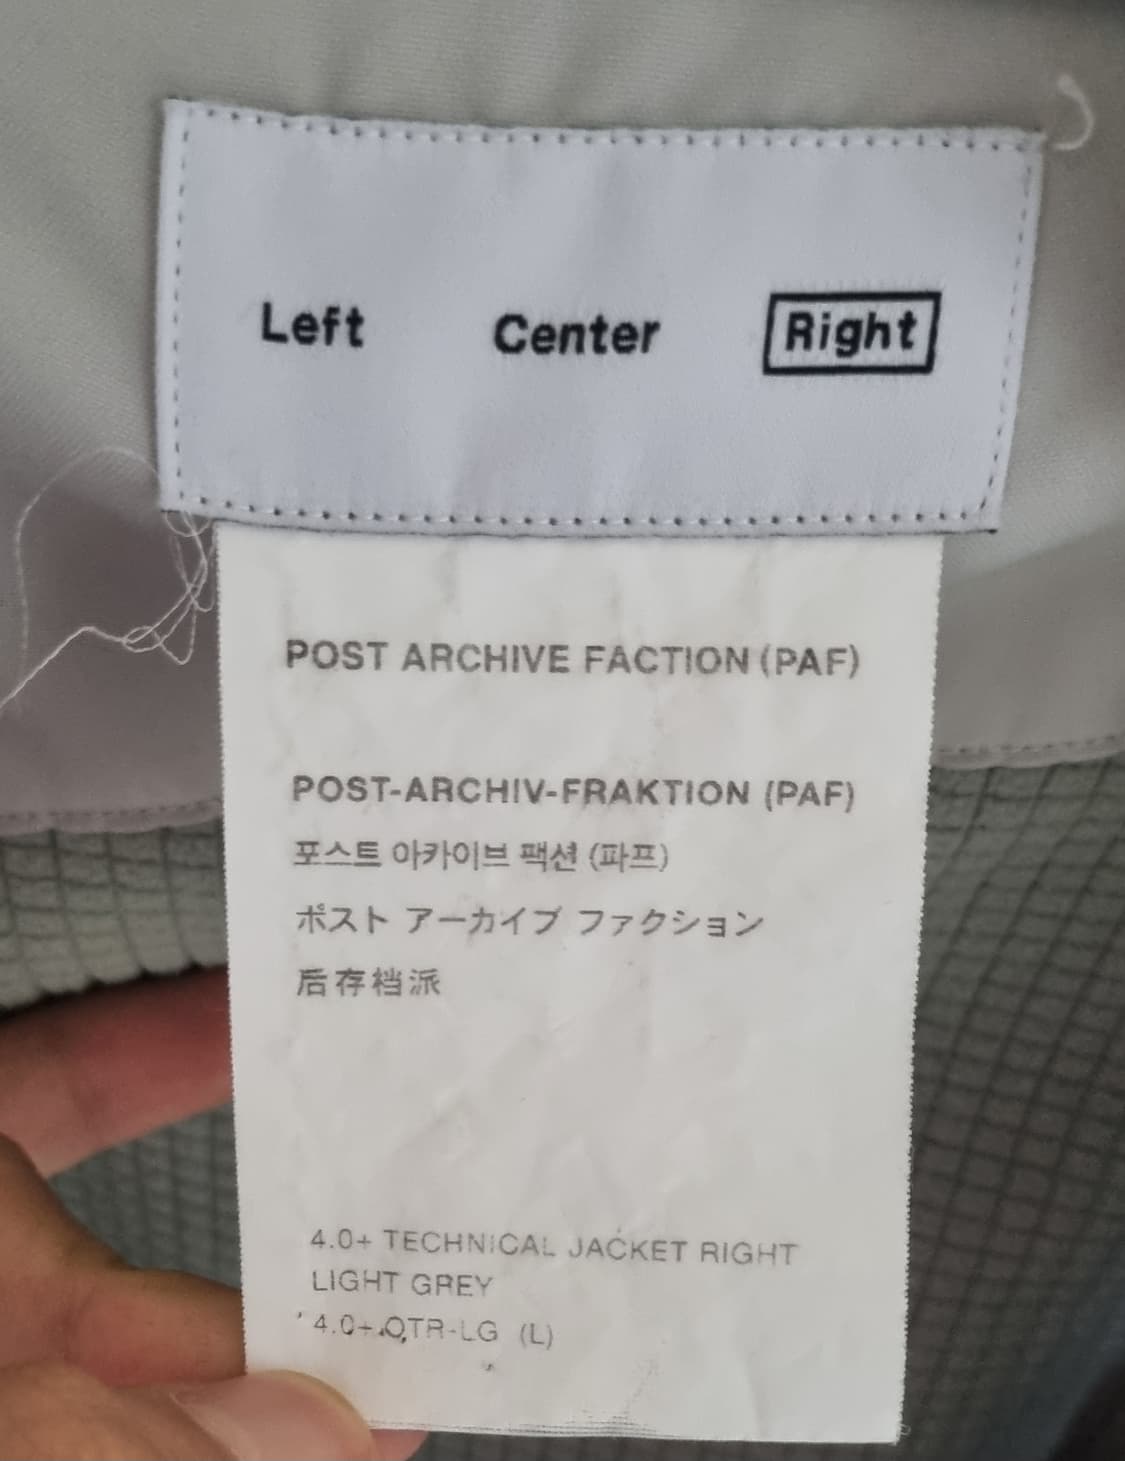 Left Center Right
POST ARCHIVE FACTION (PAF)
POST-ARCHIV-FRAKTION (PAF)
포스트 아카이브 팩션 (파프)
ポスト アーカイブ ファクション
后存档派
4.0+ TECHNICAL JACKET RIGHT
LIGHT GREY
(L)